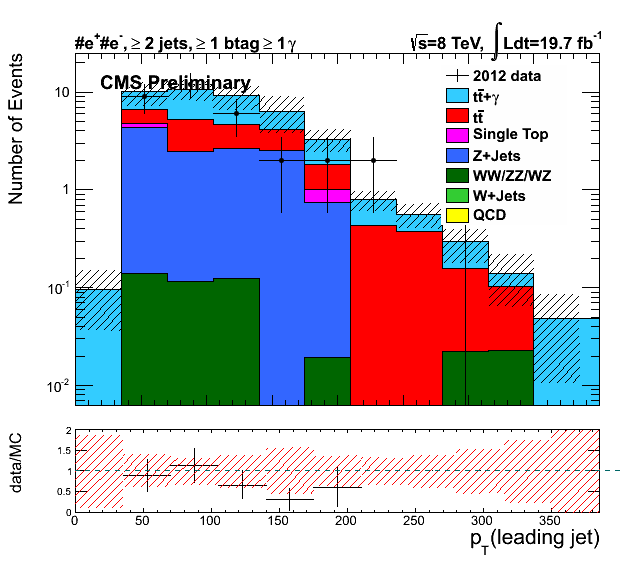 #e⁺#e⁻, ≥ 2 jets, ≥ 1 btag ≥ 1 γ
√s=8 TeV, ∫Ldt=19.7 fb⁻¹
CMS Preliminary
2012 data
tt̄+γ
tt̄
Single Top
Z+Jets
WW/ZZ/WZ
W+Jets
QCD
Number of Events
10
1
10⁻¹
10⁻²
data/MC
2
1.5
1
0.5
0
0 50 100 150 200 250 300 350
p_T(leading jet)